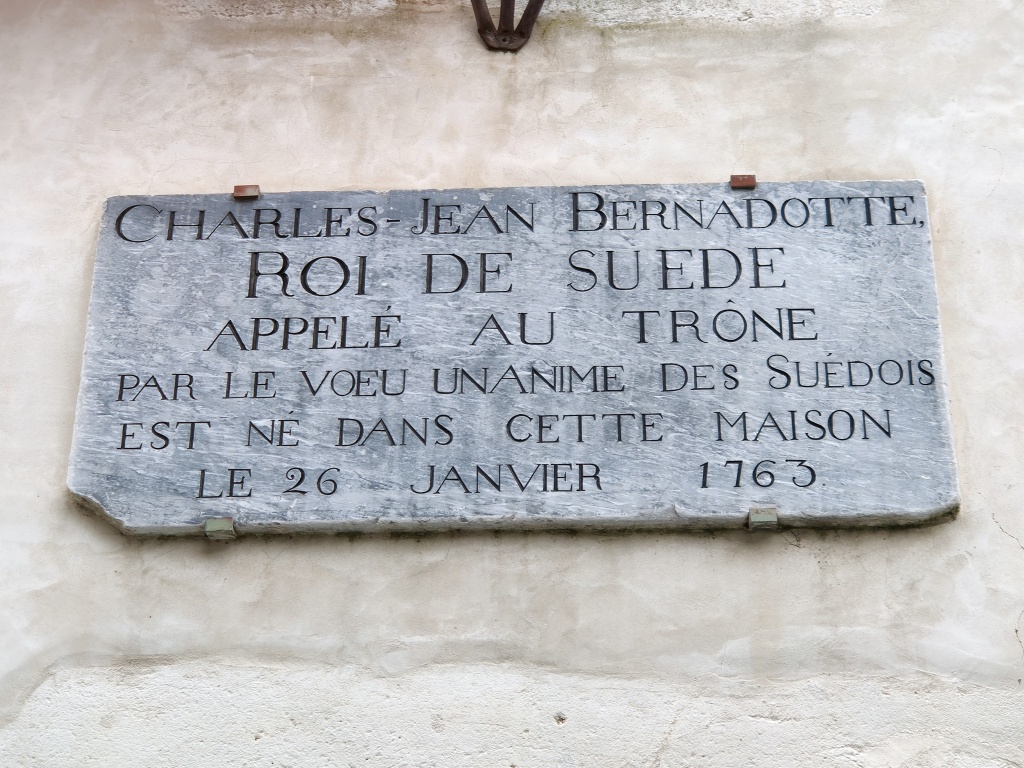 CHARLES-JEAN BERNADOTTE,
ROI DE SUEDE
APPELÉ AU TRÔNE
PAR LE VOEU UNANIME DES SUÉDOIS
EST NÉ DANS CETTE MAISON
LE 26 JANVIER 1763.